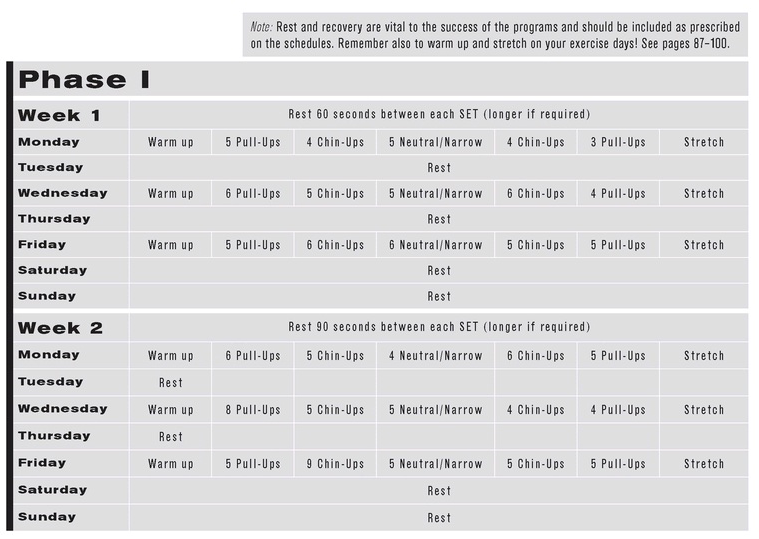 Note: Rest and recovery are vital to the success of the programs and should be included as prescribed
on the schedules. Remember also to warm up and stretch on your exercise days! See pages 87–100.
Phase I
Week 1 Rest 60 seconds between each SET (longer if required)
Monday Warm up 5 Pull-Ups 4 Chin-Ups 5 Neutral/Narrow 4 Chin-Ups 3 Pull-Ups Stretch
Tuesday Rest
Wednesday Warm up 6 Pull-Ups 5 Chin-Ups 5 Neutral/Narrow 6 Chin-Ups 4 Pull-Ups Stretch
Thursday Rest
Friday Warm up 5 Pull-Ups 6 Chin-Ups 6 Neutral/Narrow 5 Chin-Ups 5 Pull-Ups Stretch
Saturday Rest
Sunday Rest
Week 2 Rest 90 seconds between each SET (longer if required)
Monday Warm up 6 Pull-Ups 5 Chin-Ups 4 Neutral/Narrow 6 Chin-Ups 5 Pull-Ups Stretch
Tuesday Rest
Wednesday Warm up 8 Pull-Ups 5 Chin-Ups 5 Neutral/Narrow 4 Chin-Ups 4 Pull-Ups Stretch
Thursday Rest
Friday Warm up 5 Pull-Ups 9 Chin-Ups 5 Neutral/Narrow 5 Chin-Ups 5 Pull-Ups Stretch
Saturday Rest
Sunday Rest